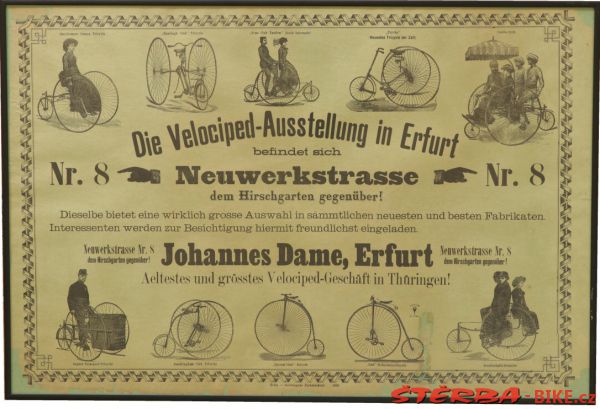 Die Velociped-Ausstellung in Erfurt
befindet sich
Nr. 8 Neuwerkstrasse Nr. 8
dem Hirschgarten gegenüber!
Dieselbe bietet eine wirklich grosse Auswahl in sämmtlichen neuesten und besten Fabrikaten.
Interessenten werden zur Besichtigung hiermit freundlichst eingeladen.
Neuwerkstrasse Nr. 8
dem Hirschgarten gegenüber!
Johannes Dame, Erfurt
Neuwerkstrasse Nr. 8
dem Hirschgarten gegenüber!
Aeltestes und grösstes Velociped-Geschäft in Thüringen!
ŠTĚRBA-BIKE.cz